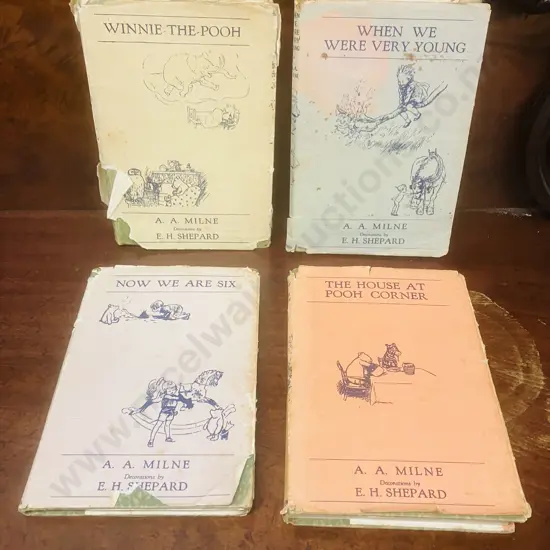 WINNIE-THE-POOH
A. A. MILNE
Decorations by
E. H. SHEPARD
WHEN WE
WERE VERY YOUNG
A. A. MILNE
Decorations by
E. H. SHEPARD
NOW WE ARE SIX
A. A. MILNE
Decorations by
E. H. SHEPARD
THE HOUSE AT
POOH CORNER
A. A. MILNE
Decorations by
E. H. SHEPARD